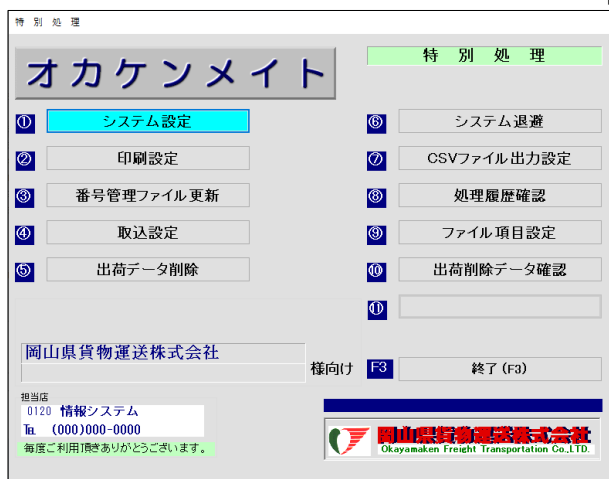 特 別 処 理
オカケンメイト
特 別 処 理
① システム設定
② 印刷設定
③ 番号管理ファイル更新
④ 取込設定
⑤ 出荷データ削除
⑥ システム退避
⑦ CSVファイル出力設定
⑧ 処理履歴確認
⑨ ファイル項目設定
⑩ 出荷削除データ確認
⑪
岡山県貨物運送株式会社
様向け
F3 終了(F3)
担当店
0120 情報システム
℡ (000)000-0000
毎度ご利用頂きありがとうございます。
岡山県貨物運送株式会社
Okayamaken Freight Transportation Co.,LTD.